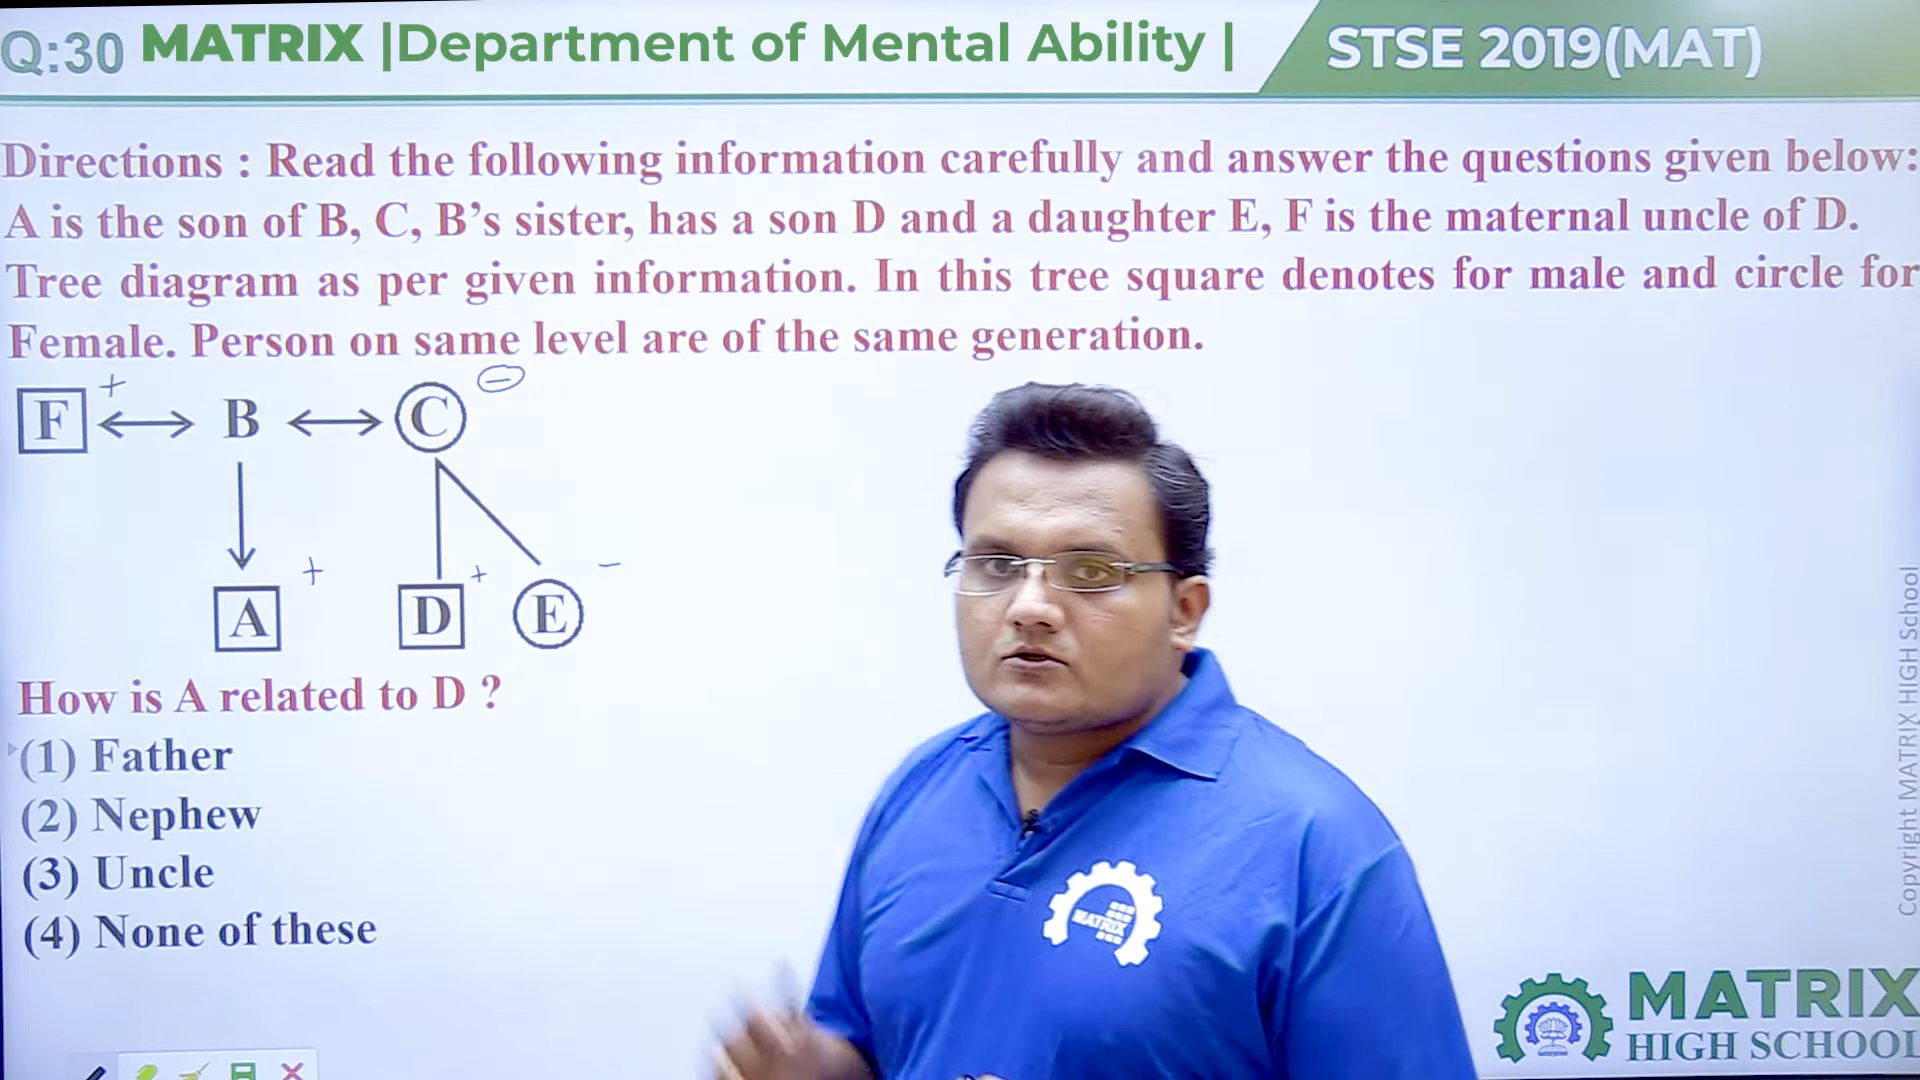 Q:30 MATRIX |Department of Mental Ability | STSE 2019(MAT)
Directions : Read the following information carefully and answer the questions given below:
A is the son of B, C, B’s sister, has a son D and a daughter E, F is the maternal uncle of D.
Tree diagram as per given information. In this tree square denotes for male and circle for
Female. Person on same level are of the same generation.
+ −
F B C
+ + −
A D E
How is A related to D ?
(1) Father
(2) Nephew
(3) Uncle
(4) None of these
MATRIX
MATRIX
HIGH SCHOOL
Copyright MATRIX HIGH School